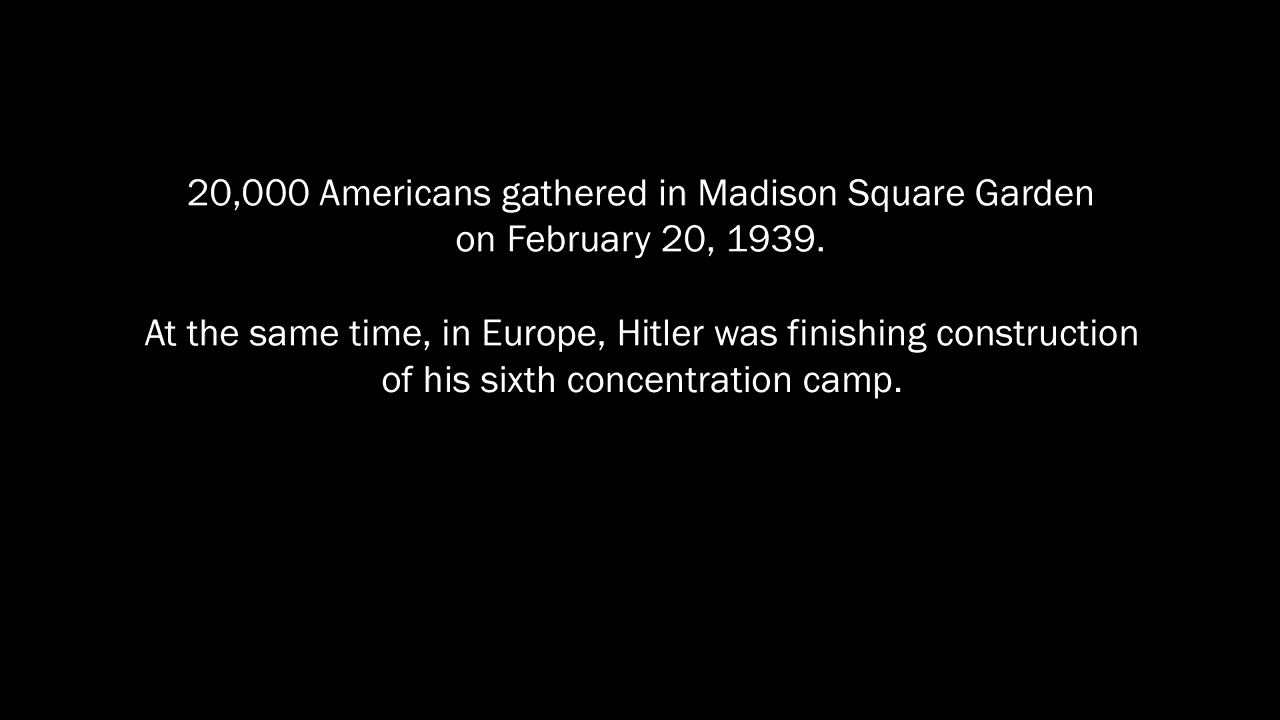 20,000 Americans gathered in Madison Square Garden
on February 20, 1939.
At the same time, in Europe, Hitler was finishing construction
of his sixth concentration camp.